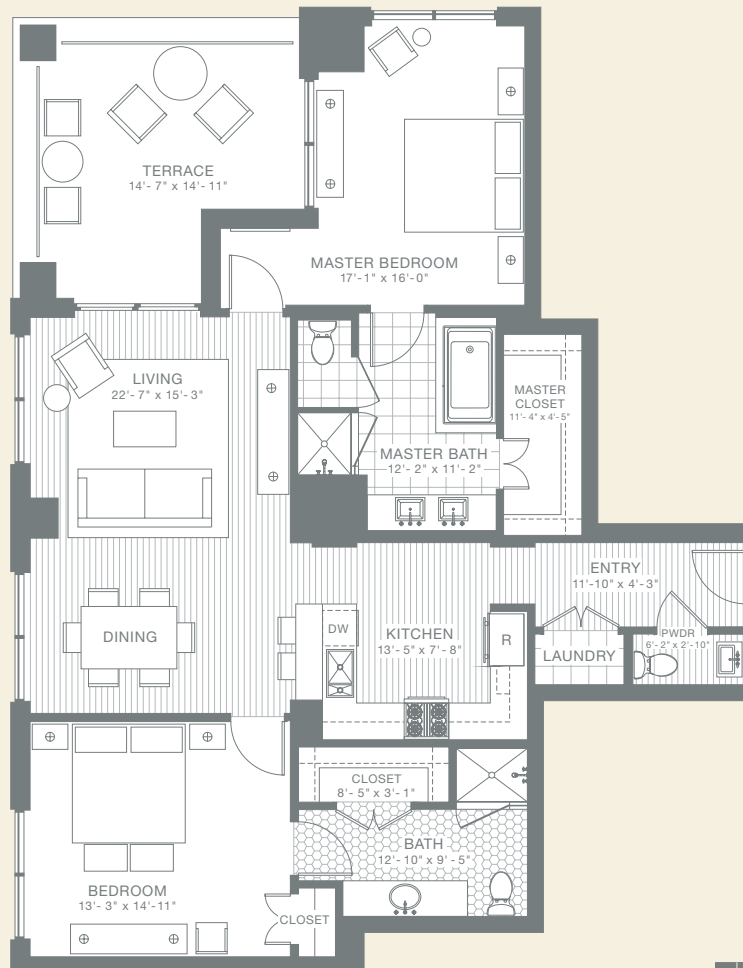 TERRACE
14'- 7" x 14'- 11"
MASTER BEDROOM
17'-1" x 16'-0"
LIVING
22'- 7" x 15'- 3"
MASTER
CLOSET
11'- 4" x 4'- 5"
MASTER BATH
12'- 2" x 11'- 2"
ENTRY
11'-10" x 4'- 3"
DINING
DW
KITCHEN
13'- 5" x 7'- 8"
R
LAUNDRY
PWDR
6'- 2" x 2'- 10"
CLOSET
8'- 5" x 3'- 1"
BATH
12'- 10" x 9'- 5"
BEDROOM
13'- 3" x 14'-11"
CLOSET